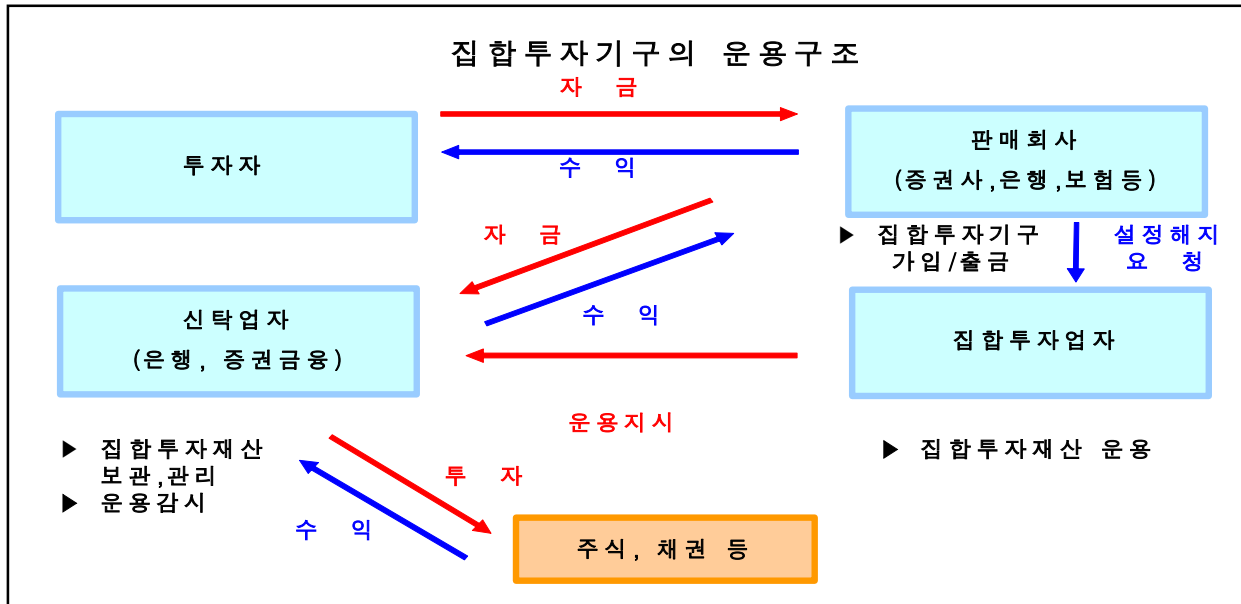 집합투자기구의 운용구조
자 금
투자자
수 익
판매회사
(증권사,은행,보험등)
자 금
▶ 집합투자기구
가입/출금
설정해지
요 청
신탁업자
(은행, 증권금융)
수 익
집합투자업자
운용지시
▶ 집합투자재산
보관,관리
▶ 운용감시
▶ 집합투자재산 운용
투 자
수 익
주식, 채권 등